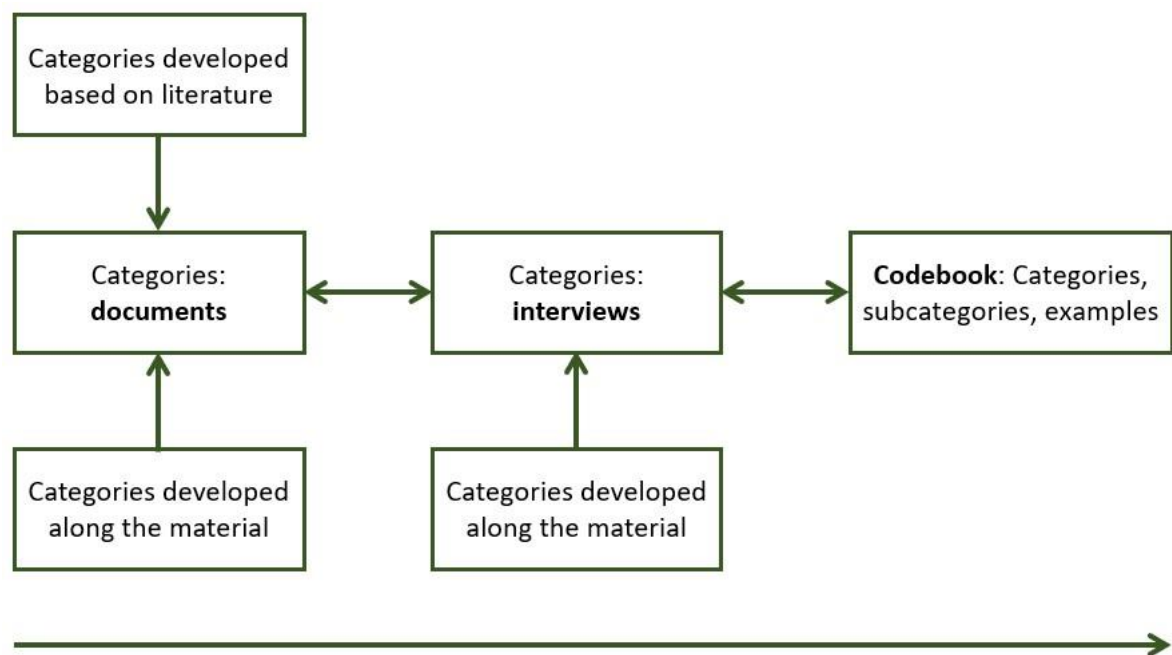 Categories developed
based on literature
Categories:
documents
Categories:
interviews
Codebook: Categories,
subcategories, examples
Categories developed
along the material
Categories developed
along the material